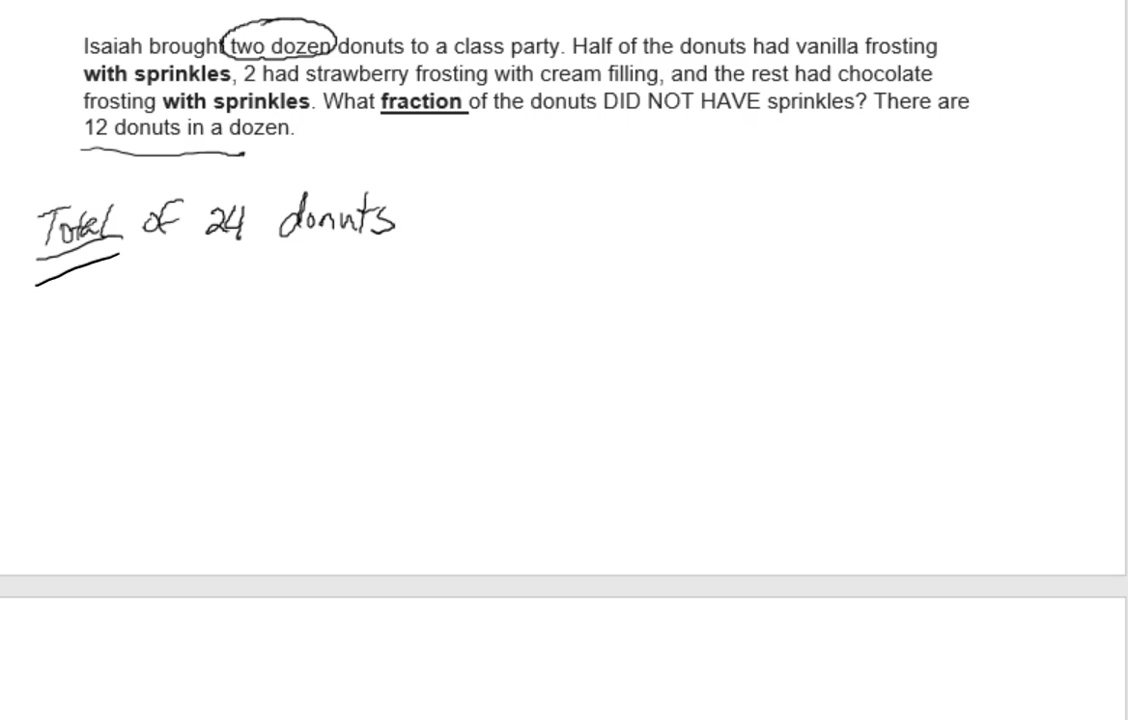 Isaiah brought two dozen donuts to a class party. Half of the donuts had vanilla frosting
with sprinkles, 2 had strawberry frosting with cream filling, and the rest had chocolate
frosting with sprinkles. What fraction of the donuts DID NOT HAVE sprinkles? There are
12 donuts in a dozen.
Total of 24 donuts